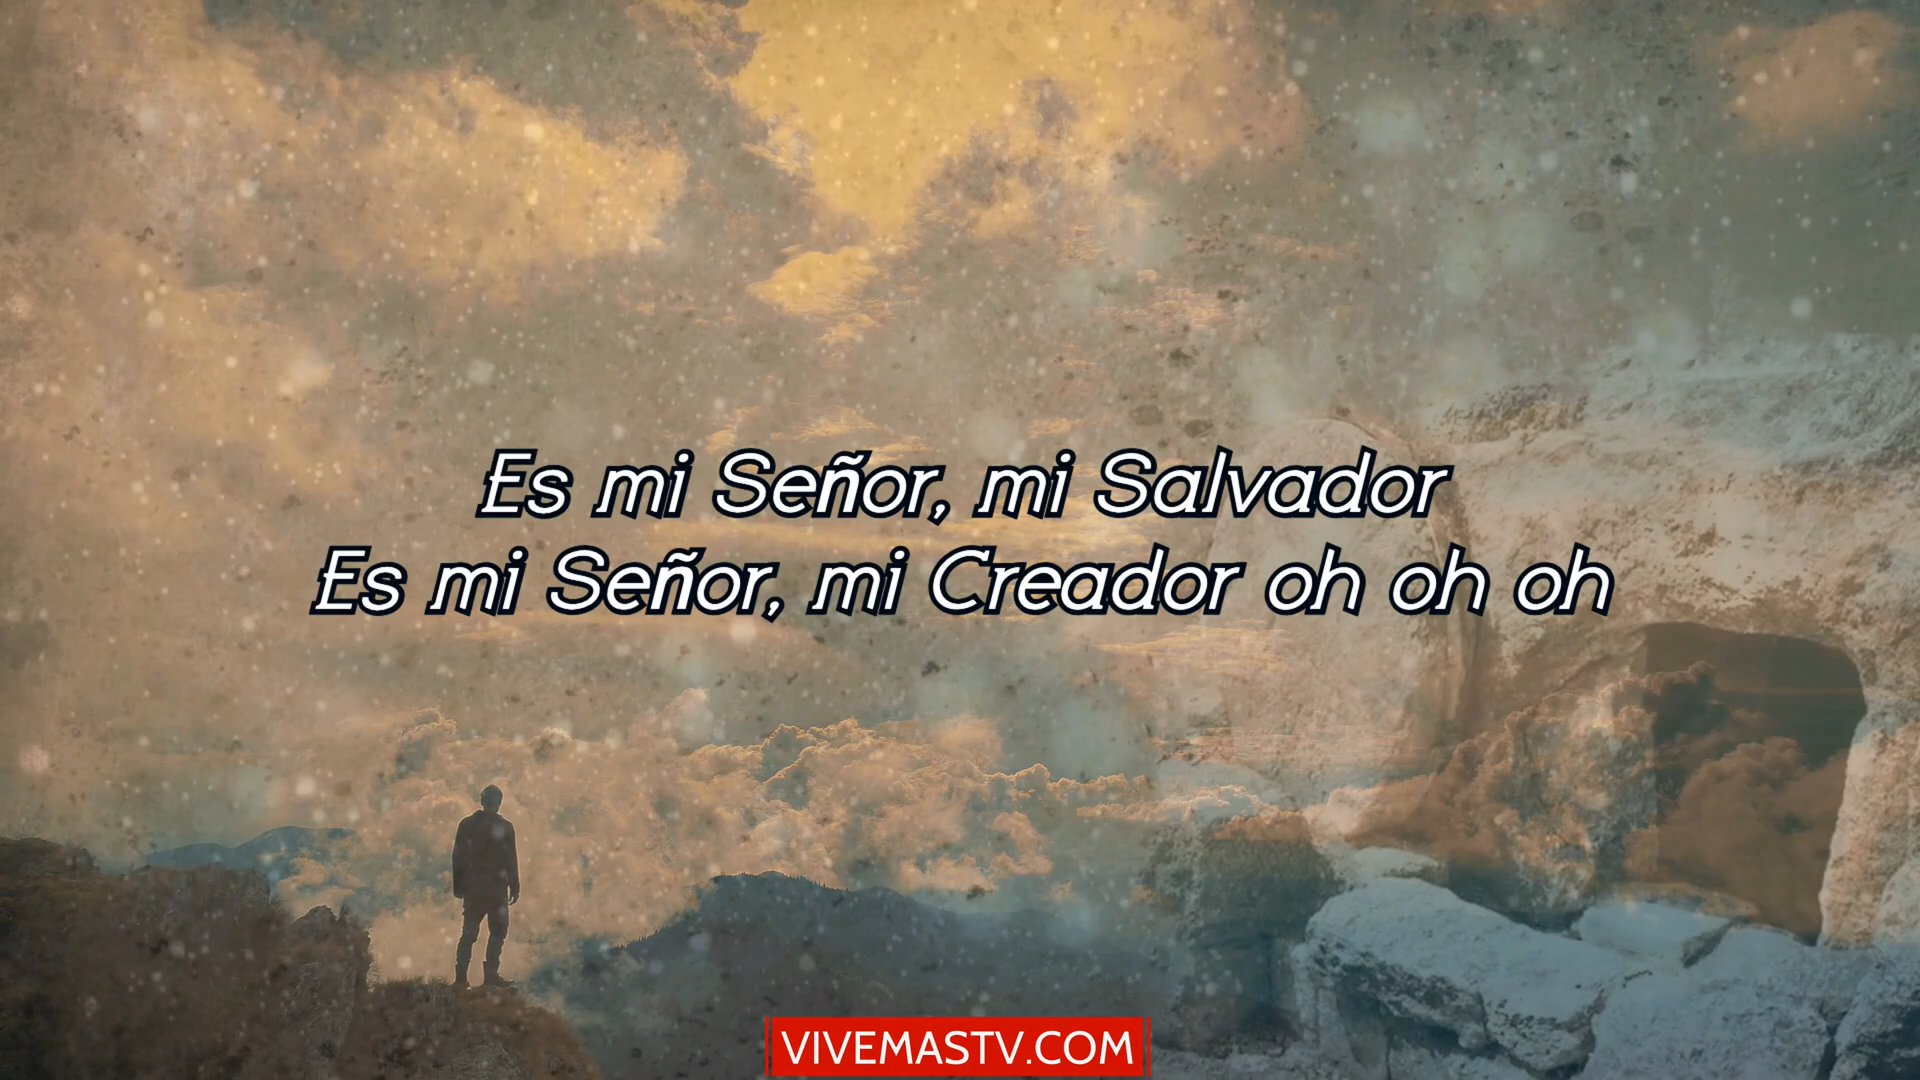 Es mi Señor, mi Salvador
Es mi Señor, mi Creador oh oh oh
VIVEMASTV.COM